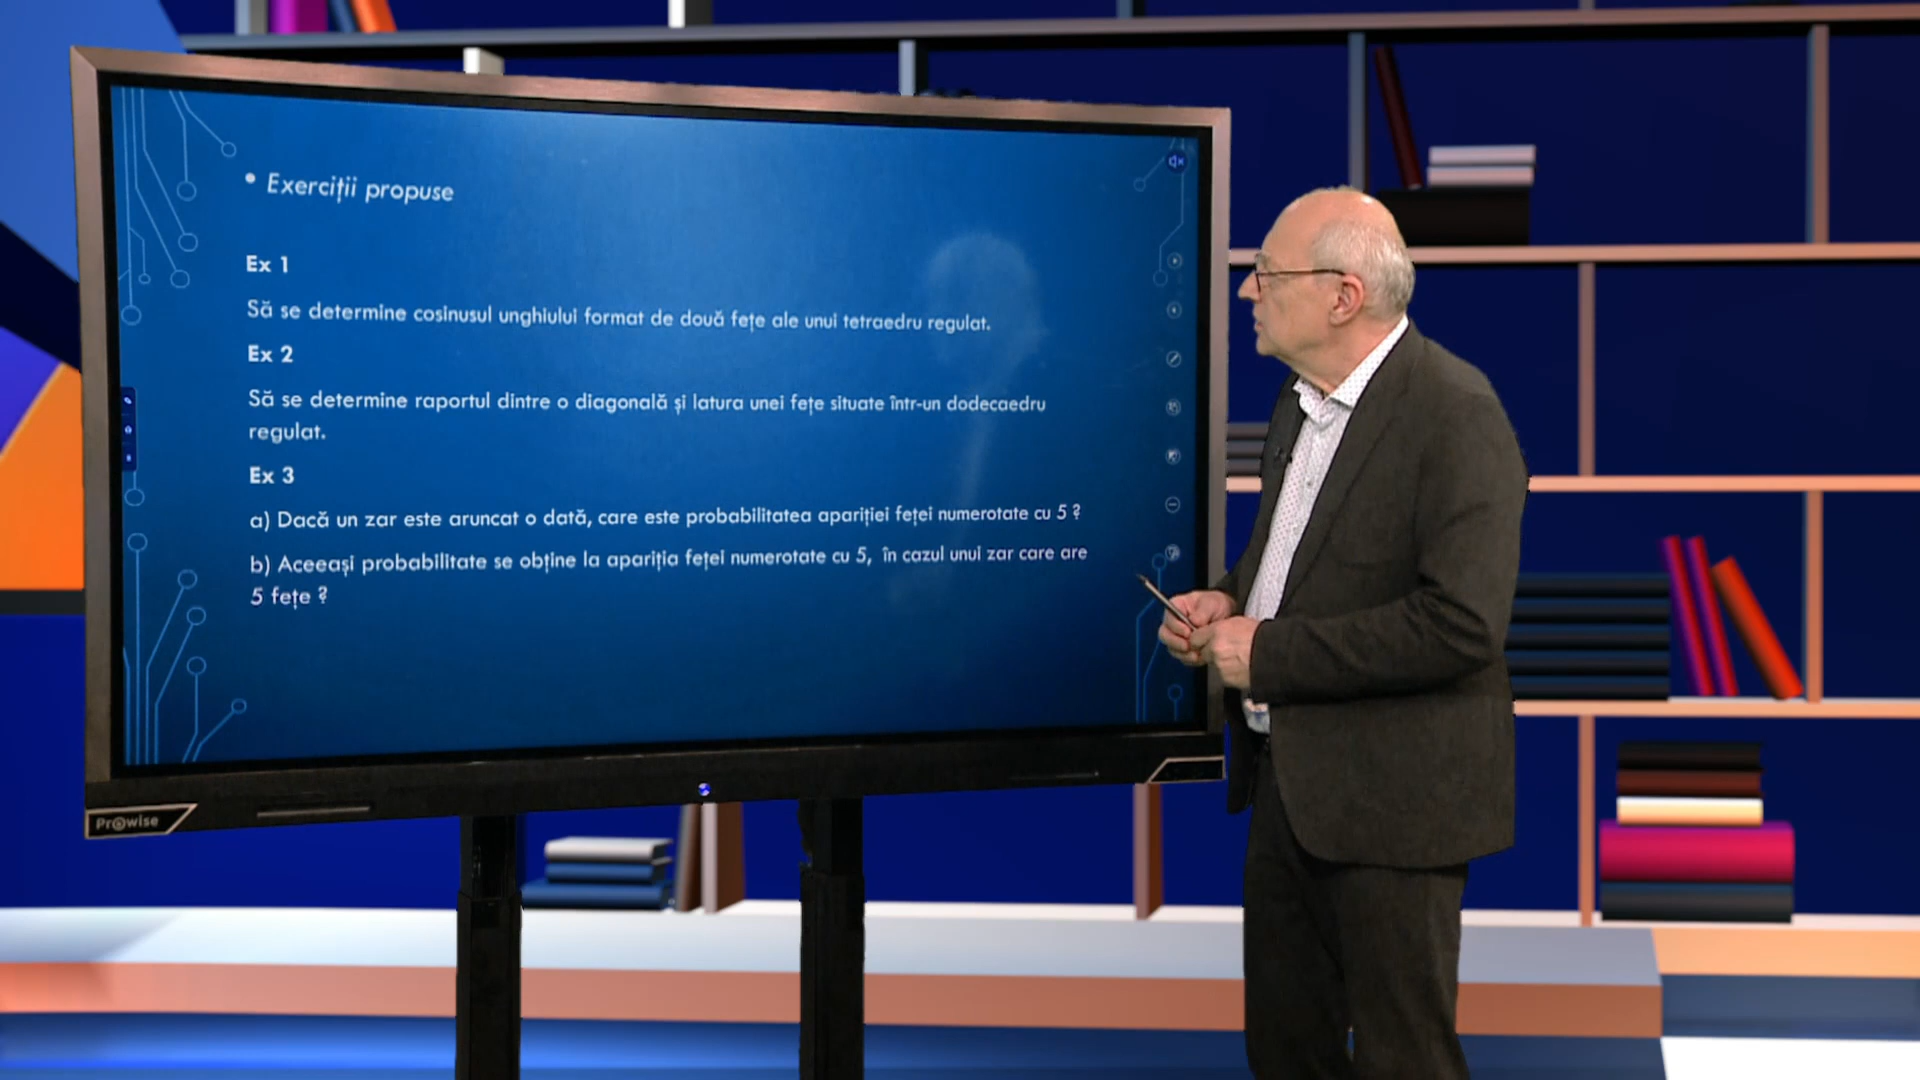 • Exerciții propuse
Ex 1
Să se determine cosinusul unghiului format de două fețe ale unui tetraedru regulat.
Ex 2
Să se determine raportul dintre o diagonală și latura unei fețe situate într-un dodecaedru
regulat.
Ex 3
a) Dacă un zar este aruncat o dată, care este probabilitatea apariției feței numerotate cu 5 ?
b) Aceeași probabilitate se obține la apariția feței numerotate cu 5, în cazul unui zar care are
5 fețe ?
Prowise